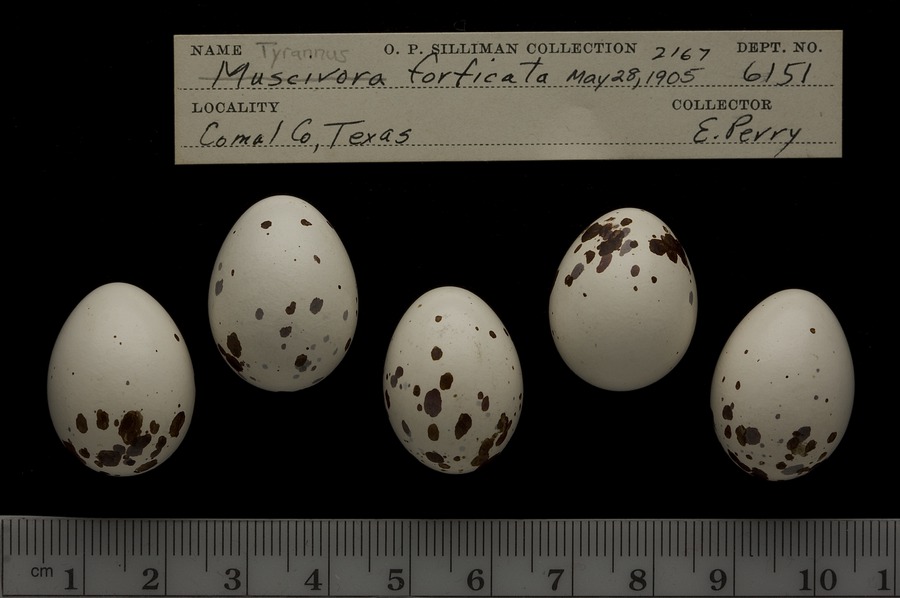 NAME Tyrannus O. P. SILLIMAN COLLECTION 2167 DEPT. NO.
Muscivora forficata May 28, 1905 6151
LOCALITY COLLECTOR
Comal Co, Texas E. Perry
cm 1 2 3 4 5 6 7 8 9 10 1